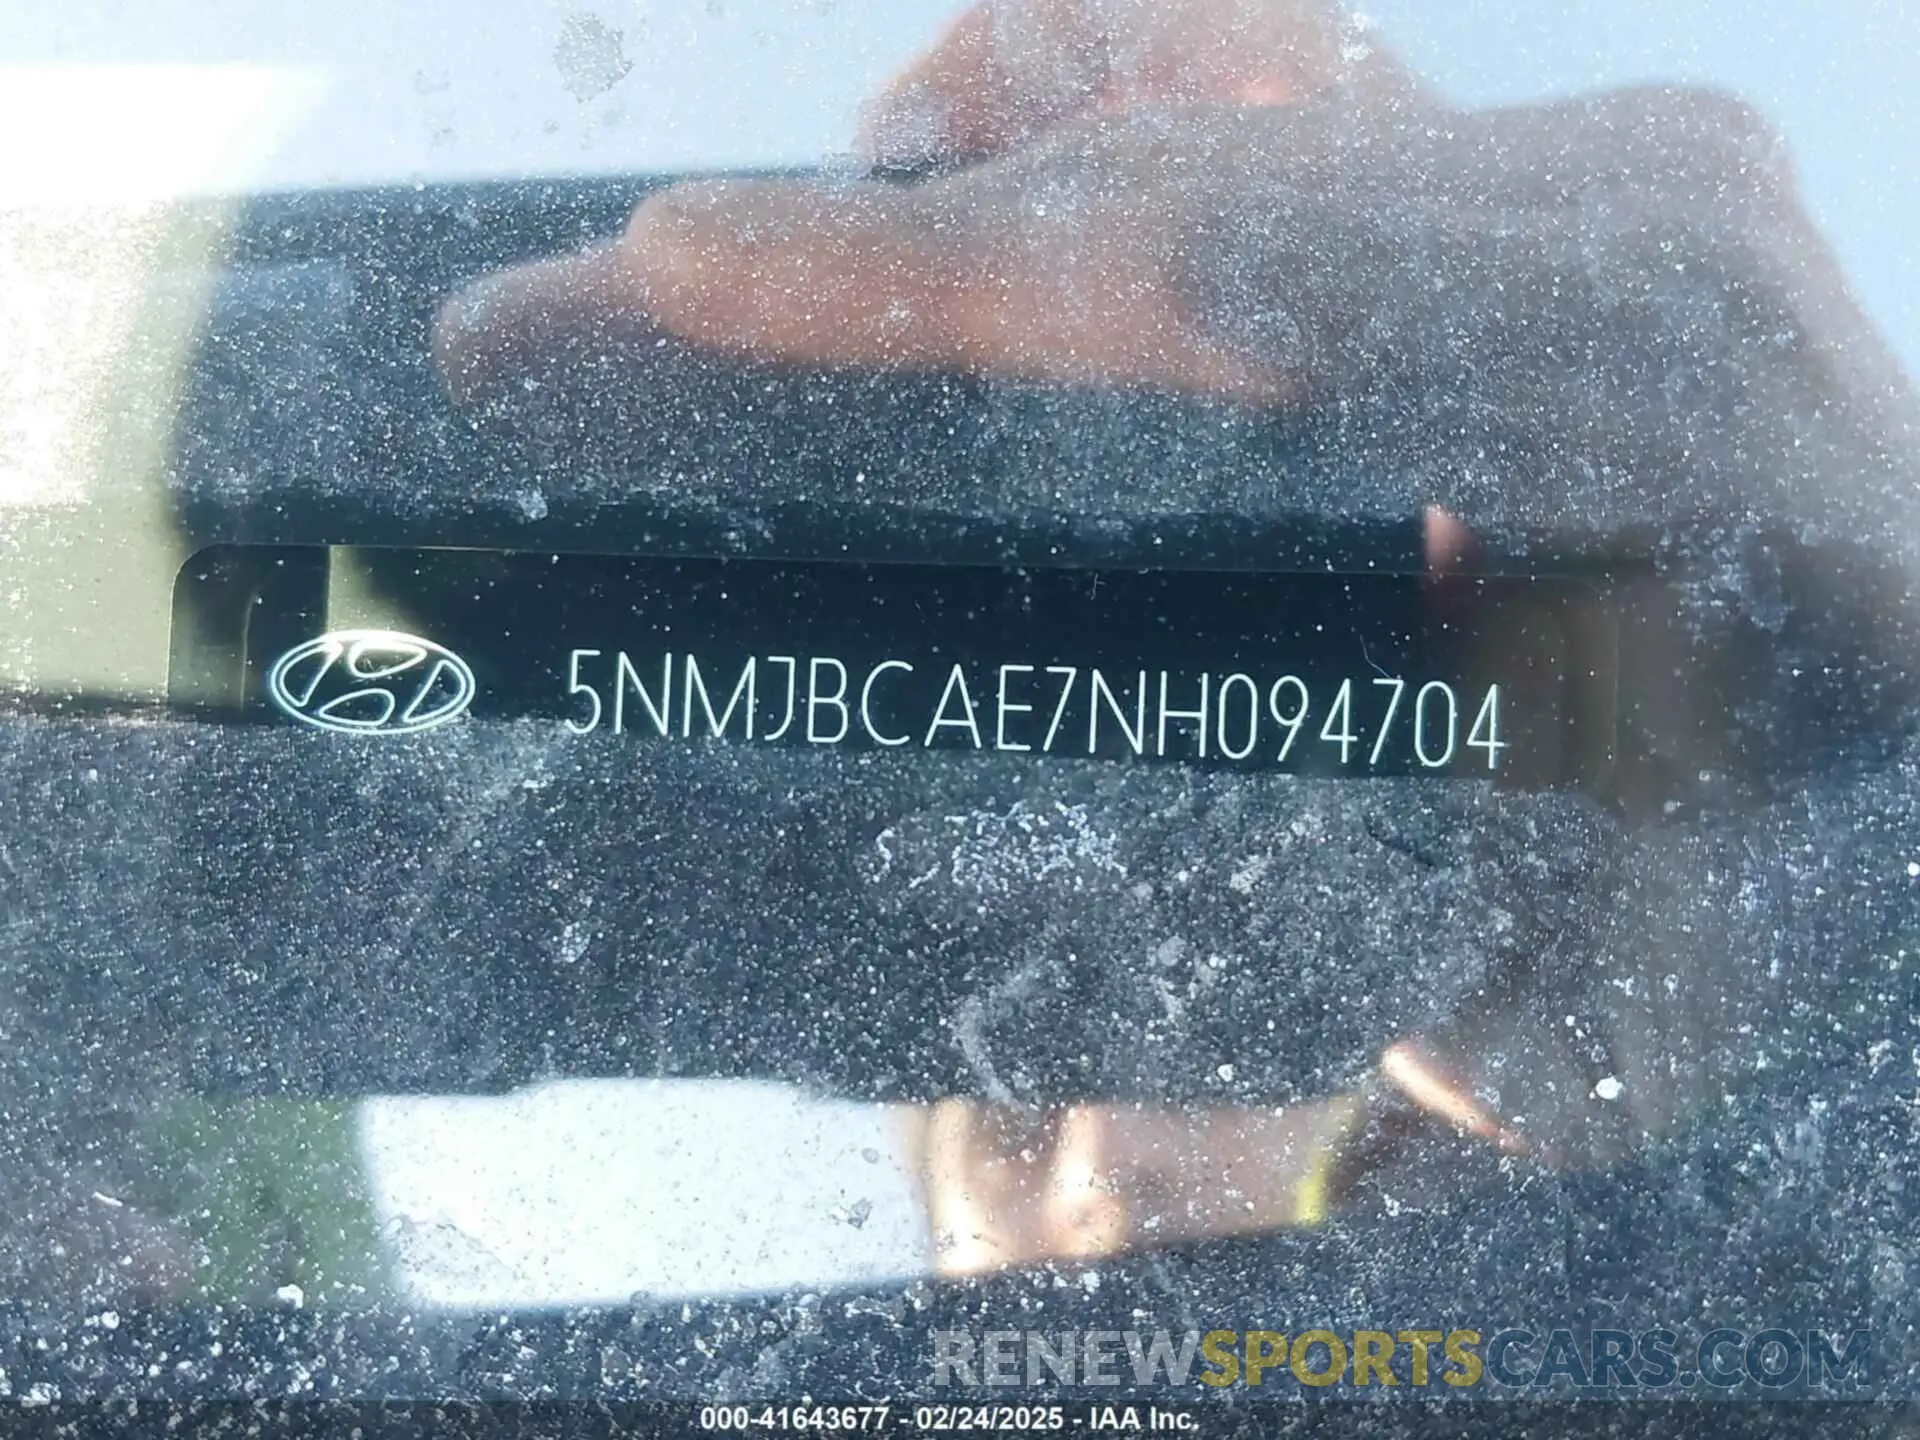 5NMJBCAE7NH094704
RENEWSPORTSCARS.COM
000-41643677 - 02/24/2025 - IAA Inc.